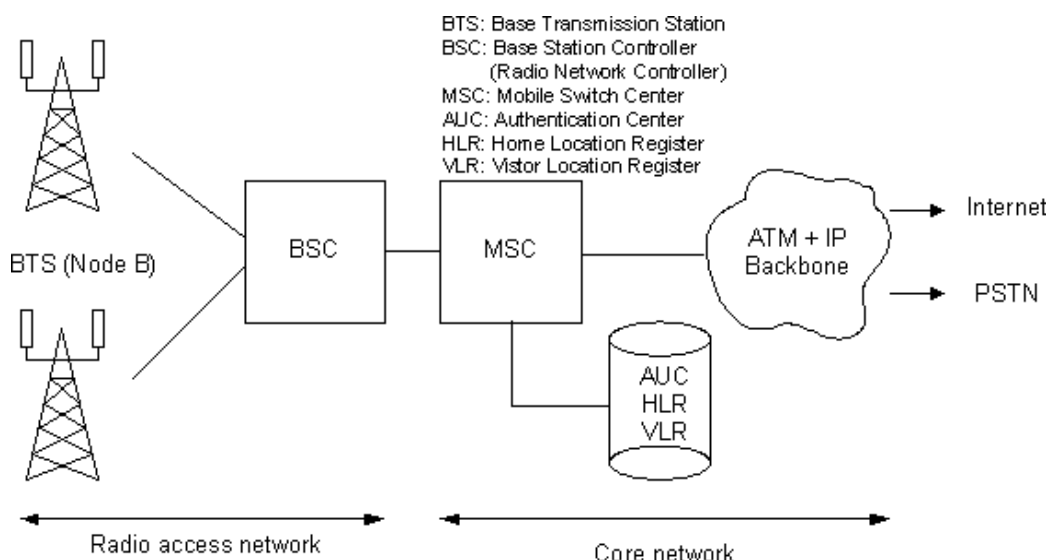 BTS: Base Transmission Station
BSC: Base Station Controller
(Radio Network Controller)
MSC: Mobile Switch Center
AUC: Authentication Center
HLR: Home Location Register
VLR: Vistor Location Register
BTS (Node B)
BSC
MSC
ATM + IP
Backbone
Internet
PSTN
AUC
HLR
VLR
Radio access network
Core network